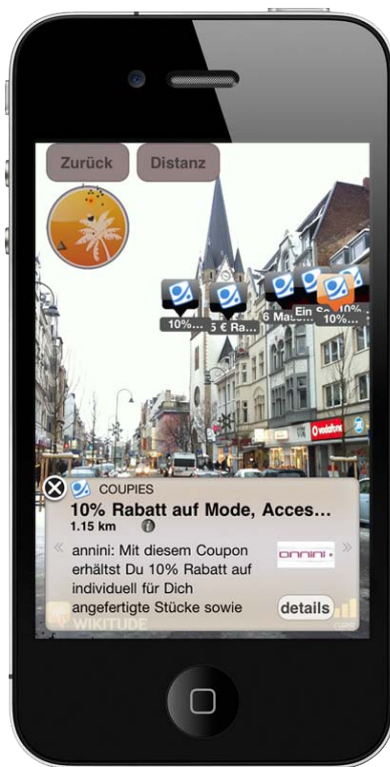 Zurück
Distanz
10%...
5 € Ra...
6 Mass...
10%...
10%...
vodafone
COUPIES
10% Rabatt auf Mode, Acces...
1.15 km
annini: Mit diesem Coupon
erhältst Du 10% Rabatt auf
individuell für Dich
angefertigte Stücke sowie
annini
details
WIKITUDE